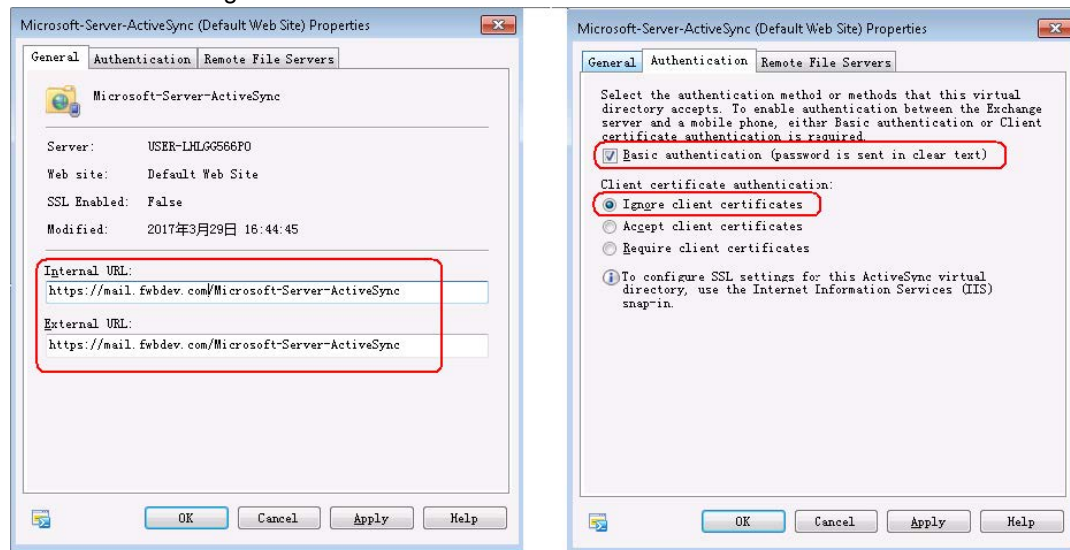 Microsoft-Server-ActiveSync (Default Web Site) Properties
General Authentication Remote File Servers
Microsoft-Server-ActiveSync
Server: USER-LHLGG566PO
Web site: Default Web Site
SSL Enabled: False
Modified: 2017年3月29日 16:44:45
Internal URL:
https://mail.fwbdev.com/Microsoft-Server-ActiveSync
External URL:
https://mail.fwbdev.com/Microsoft-Server-ActiveSync
OK Cancel Apply Help
Microsoft-Server-ActiveSync (Default Web Site) Properties
General Authentication Remote File Servers
Select the authentication method or methods that this virtual
directory accepts. To enable authentication between the Exchange
server and a mobile phone, either Basic authentication or Client
certificate authentication is required.
Basic authentication (password is sent in clear text)
Client certificate authentication:
Ignore client certificates
Accept client certificates
Require client certificates
To configure SSL settings for this ActiveSync virtual
directory, use the Internet Information Services (IIS)
snap-in.
OK Cancel Apply Help